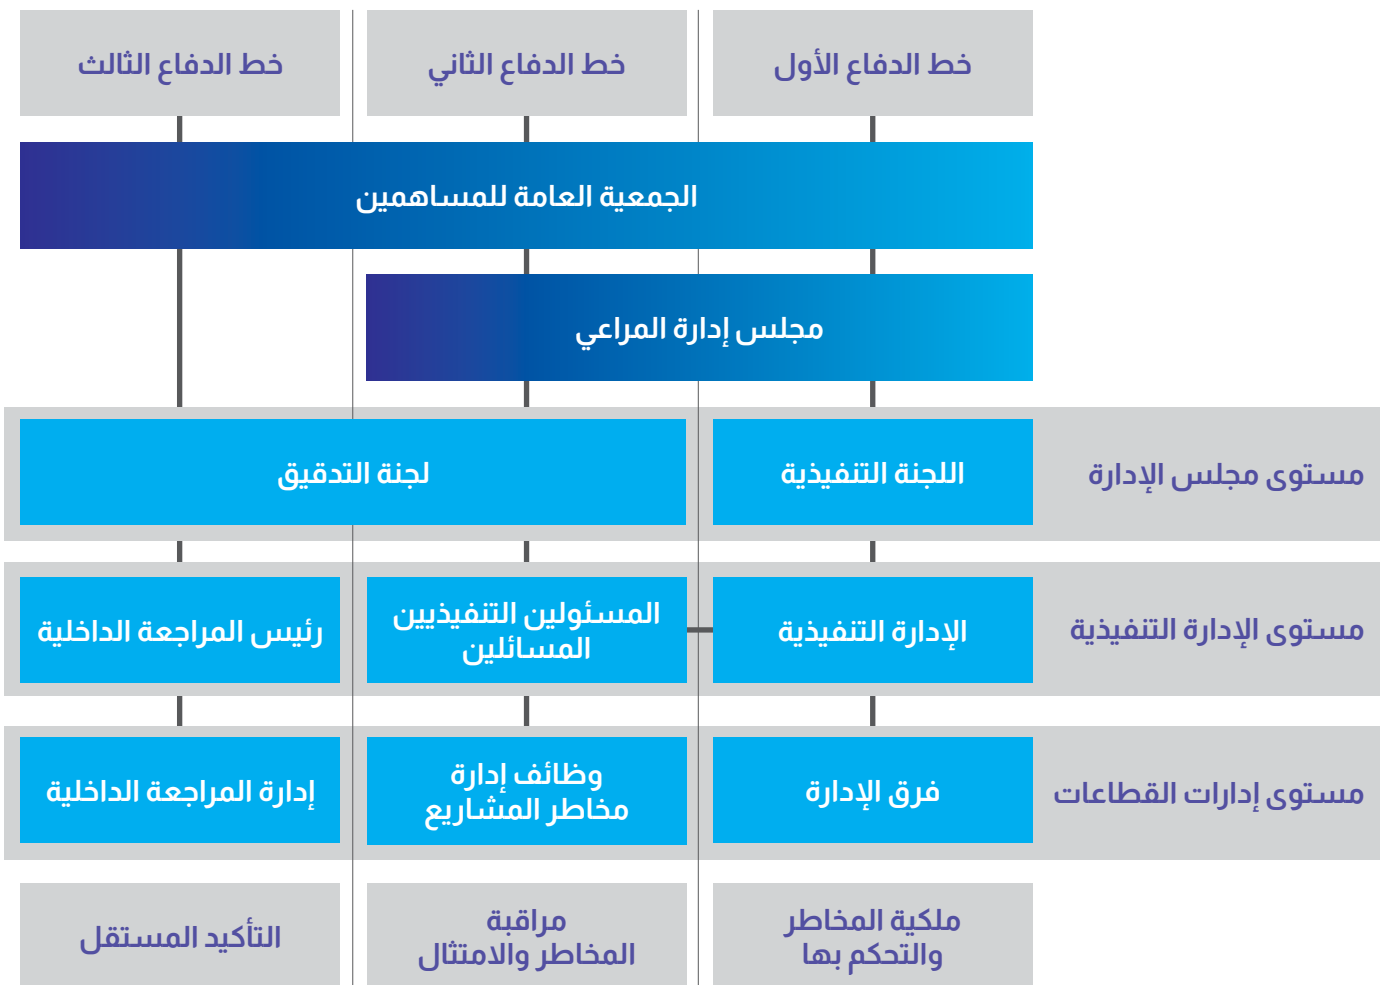 خط الدفاع الأول
خط الدفاع الثاني
خط الدفاع الثالث
الجمعية العامة للمساهمين
مجلس إدارة المراعي
مستوى مجلس الإدارة
اللجنة التنفيذية
لجنة التدقيق
مستوى الإدارة التنفيذية
الإدارة التنفيذية
المسئولين التنفيذيين
المسائلين
رئيس المراجعة الداخلية
مستوى إدارات القطاعات
فرق الإدارة
وظائف إدارة
مخاطر المشاريع
إدارة المراجعة الداخلية
ملكية المخاطر
والتحكم بها
مراقبة
المخاطر والامتثال
التأكيد المستقل